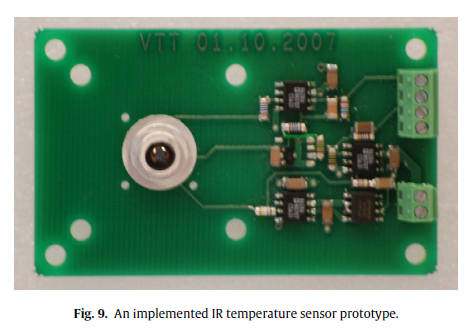 VTT 01.10.2007
Fig. 9. An implemented IR temperature sensor prototype.